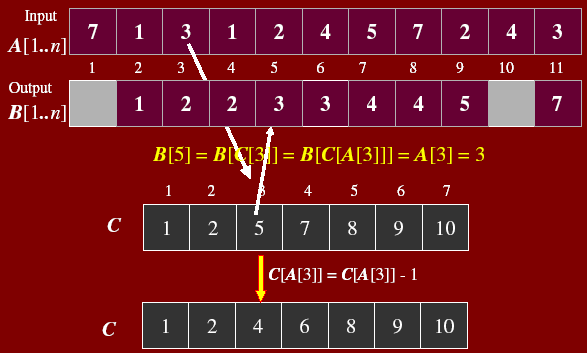 Input
A[1..n] 7 1 3 1 2 4 5 7 2 4 3
1 2 3 4 5 6 7 8 9 10 11
Output
B[1..n] 1 2 2 3 3 4 4 5 7
B[5] = B[C[3]] = B[C[A[3]]] = A[3] = 3
1 2 3 4 5 6 7
C 1 2 5 7 8 9 10
C[A[3]] = C[A[3]] - 1
C 1 2 4 6 8 9 10